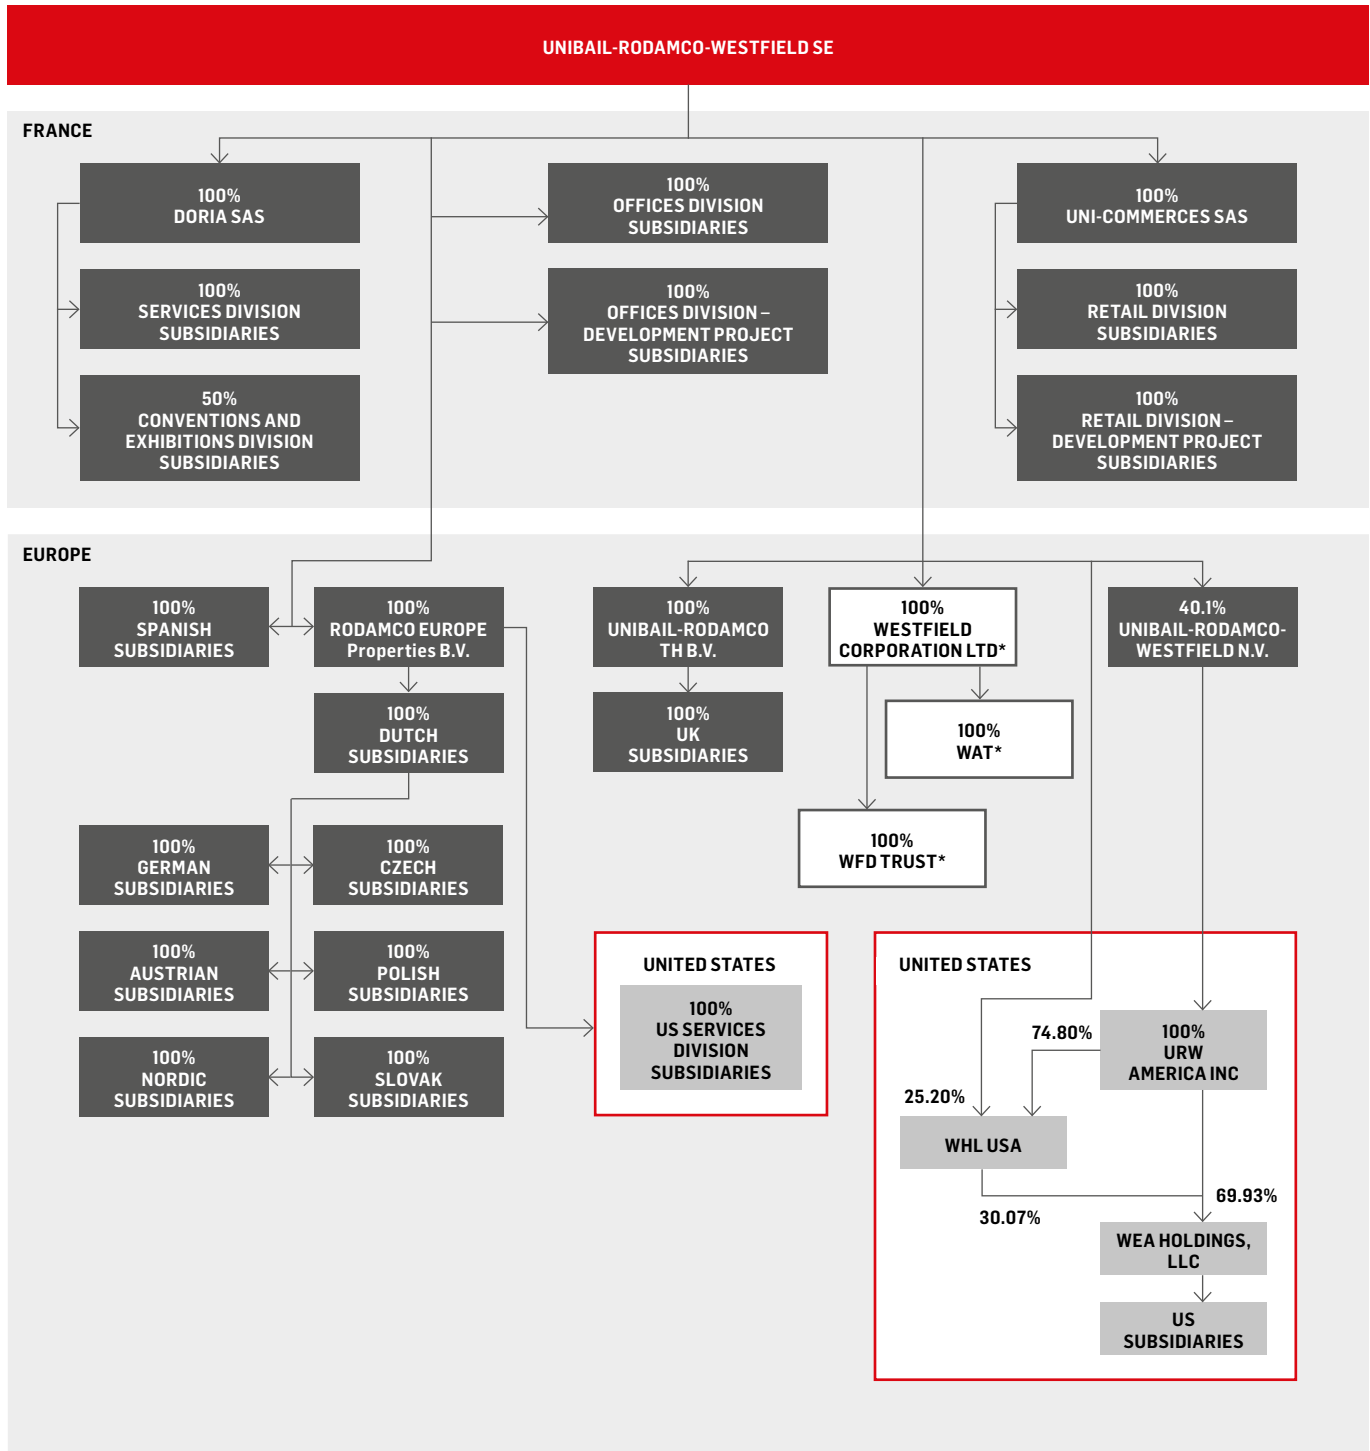 UNIBAIL-RODAMCO-WESTFIELD SE
FRANCE
100%
DORIA SAS
100%
SERVICES DIVISION
SUBSIDIARIES
50%
CONVENTIONS AND
EXHIBITIONS DIVISION
SUBSIDIARIES
100%
OFFICES DIVISION
SUBSIDIARIES
100%
OFFICES DIVISION –
DEVELOPMENT PROJECT
SUBSIDIARIES
100%
UNI-COMMERCES SAS
100%
RETAIL DIVISION
SUBSIDIARIES
100%
RETAIL DIVISION –
DEVELOPMENT PROJECT
SUBSIDIARIES
EUROPE
100%
SPANISH
SUBSIDIARIES
100%
RODAMCO EUROPE
Properties B.V.
100%
DUTCH
SUBSIDIARIES
100%
GERMAN
SUBSIDIARIES
100%
CZECH
SUBSIDIARIES
100%
AUSTRIAN
SUBSIDIARIES
100%
POLISH
SUBSIDIARIES
100%
NORDIC
SUBSIDIARIES
100%
SLOVAK
SUBSIDIARIES
100%
UNIBAIL-RODAMCO
TH B.V.
100%
UK
SUBSIDIARIES
100%
WESTFIELD
CORPORATION LTD*
100%
WAT*
100%
WFD TRUST*
40.1%
UNIBAIL-RODAMCO-
WESTFIELD N.V.
UNITED STATES
100%
US SERVICES
DIVISION
SUBSIDIARIES
UNITED STATES
74.80%
100%
URW
AMERICA INC
25.20%
WHL USA
30.07%
69.93%
WEA HOLDINGS,
LLC
US
SUBSIDIARIES